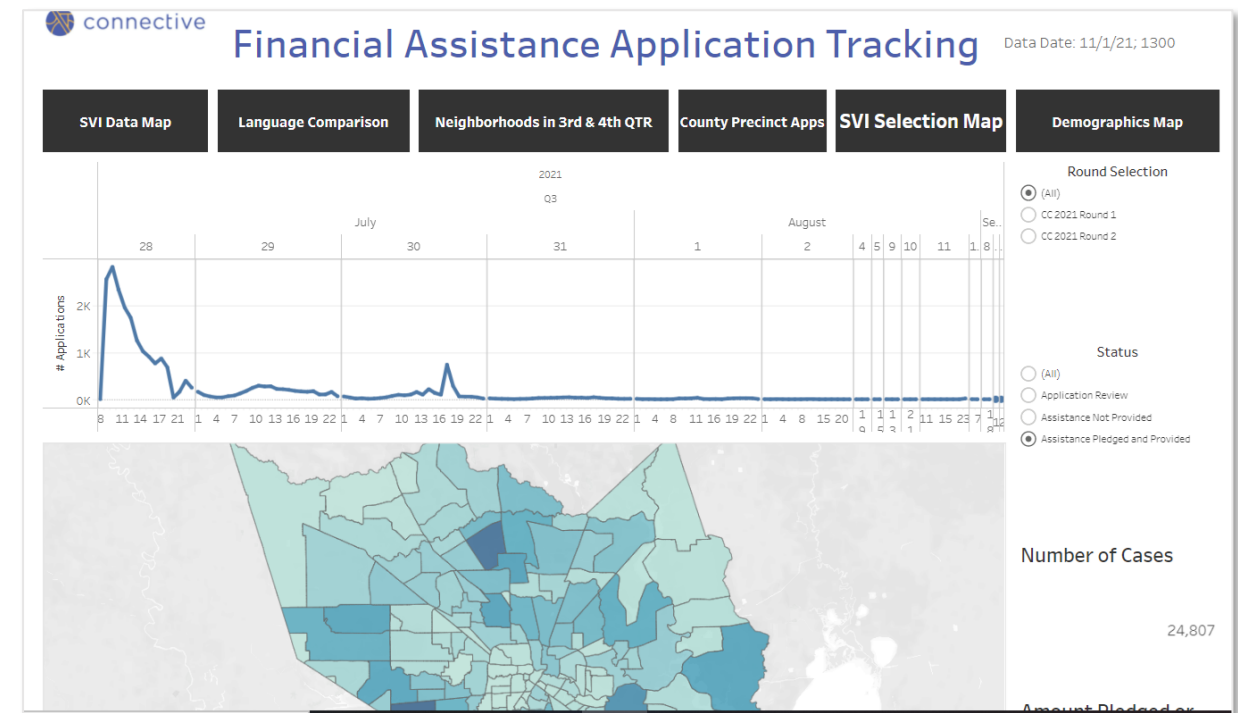 connective
Financial Assistance Application Tracking
Data Date: 11/1/21; 1300
SVI Data Map
Language Comparison
Neighborhoods in 3rd & 4th QTR
County Precinct Apps
SVI Selection Map
Demographics Map
2021
Q3
July August Se..
28 29 30 31 1 2 4 5 9 10 11 1. 8 ..
# Applications
2K
1K
0K
8 11 14 17 21 1 4 7 10 13 16 19 22 1 4 7 10 13 16 19 22 1 4 7 10 13 16 19 22 1 4 8 11 16 19 22 1 4 8 15 20 11 15 23 7
Round Selection
(All)
CC 2021 Round 1
CC 2021 Round 2
Status
(All)
Application Review
Assistance Not Provided
Assistance Pledged and Provided
Number of Cases
24,807
Amount Pledged or